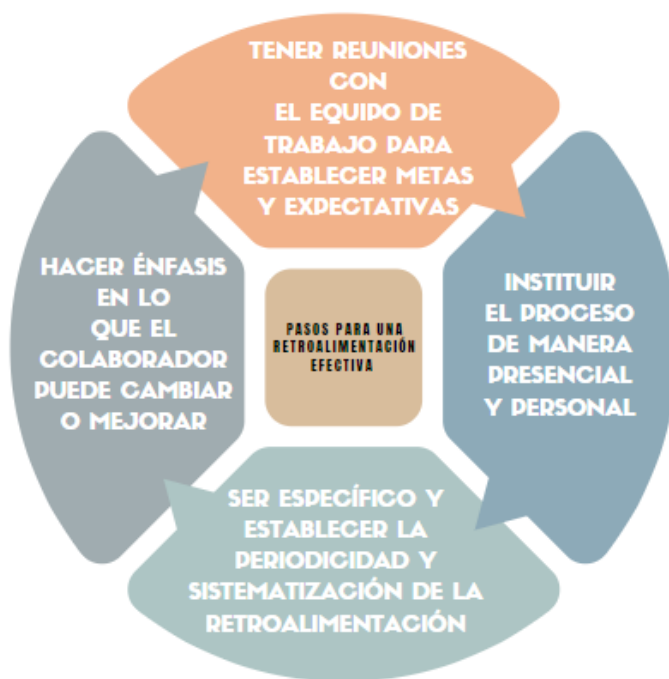 TENER REUNIONES
CON
EL EQUIPO DE
TRABAJO PARA
ESTABLECER METAS
Y EXPECTATIVAS
INSTITUIR
EL PROCESO
DE MANERA
PRESENCIAL
Y PERSONAL
SER ESPECÍFICO Y
ESTABLECER LA
PERIODICIDAD Y
SISTEMATIZACIÓN DE LA
RETROALIMENTACIÓN
HACER ÉNFASIS
EN LO
QUE EL
COLABORADOR
PUEDE CAMBIAR
O MEJORAR
PASOS PARA UNA
RETROALIMENTACIÓN
EFECTIVA